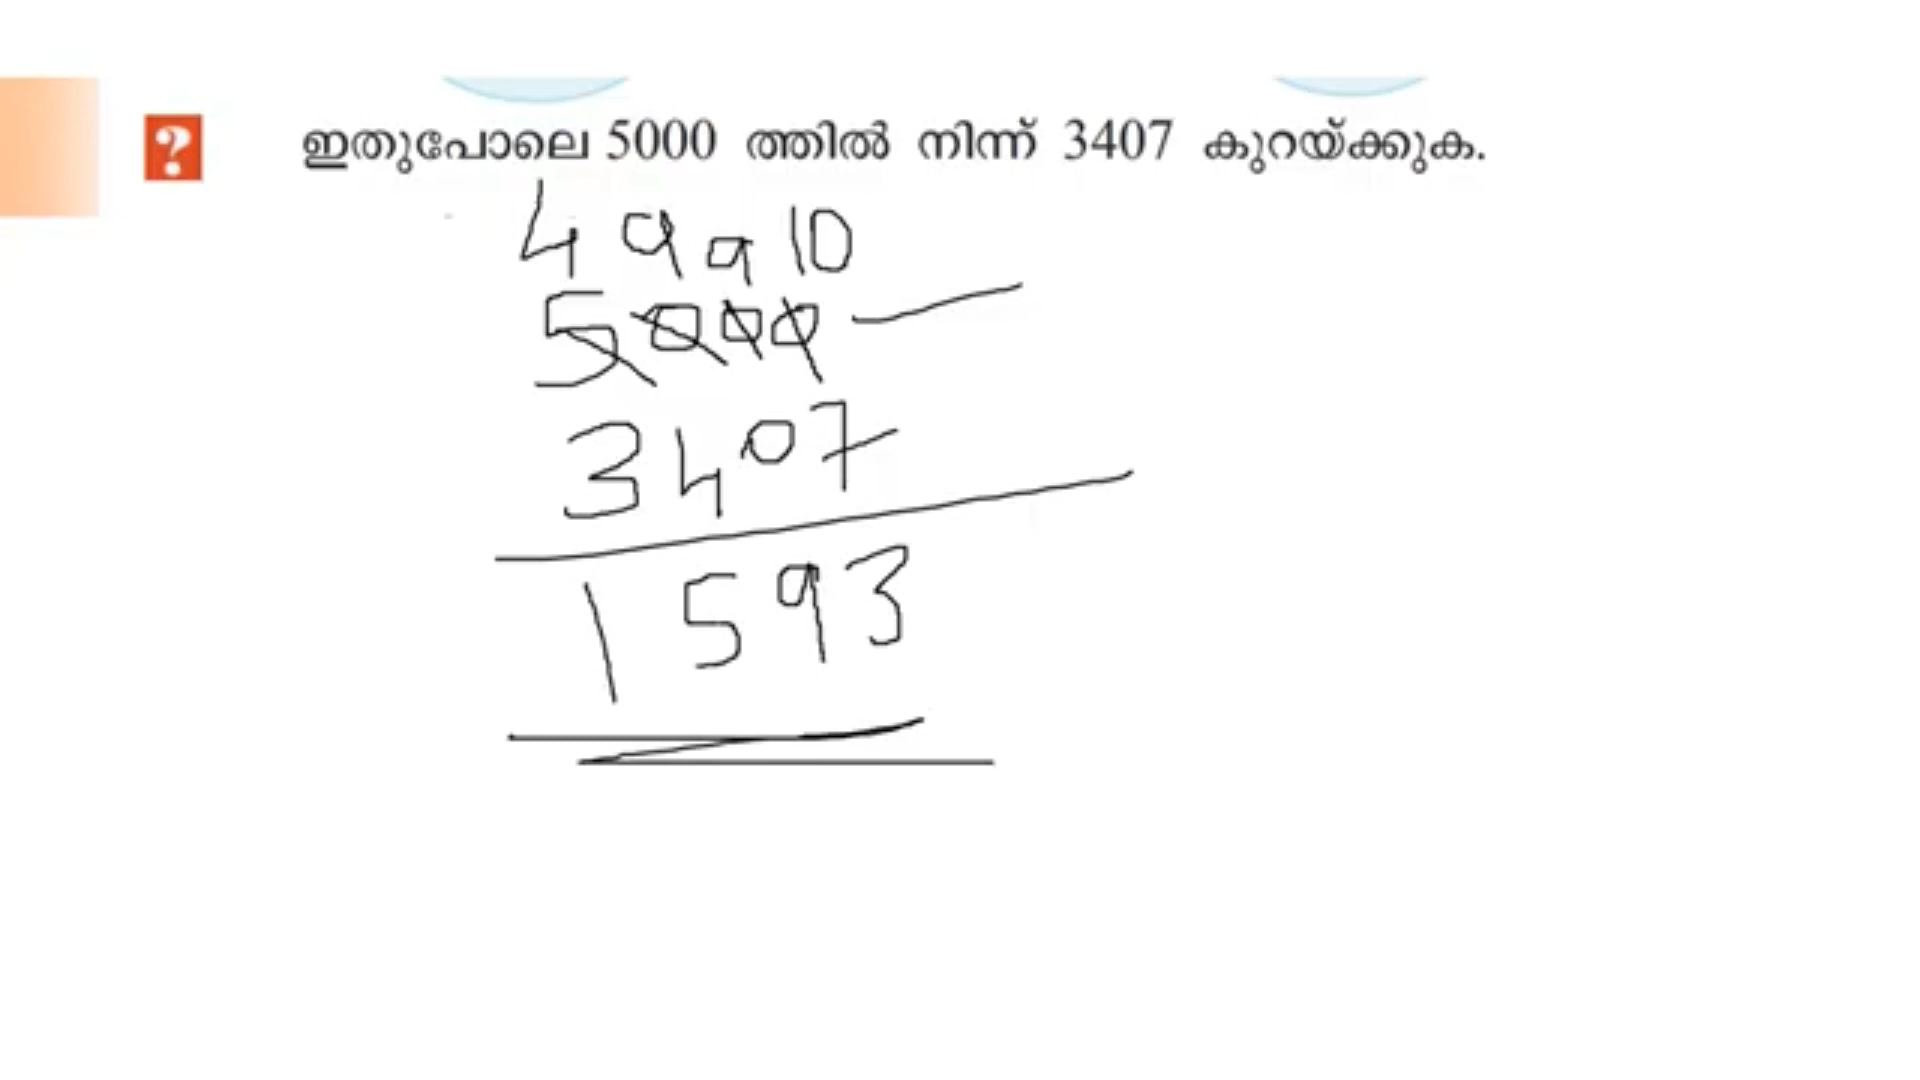 ? ഇതുപോലെ 5000 ത്തിൽ നിന്ന് 3407 കുറയ്ക്കുക.
4 9 9 10
5000 —
3407
1593